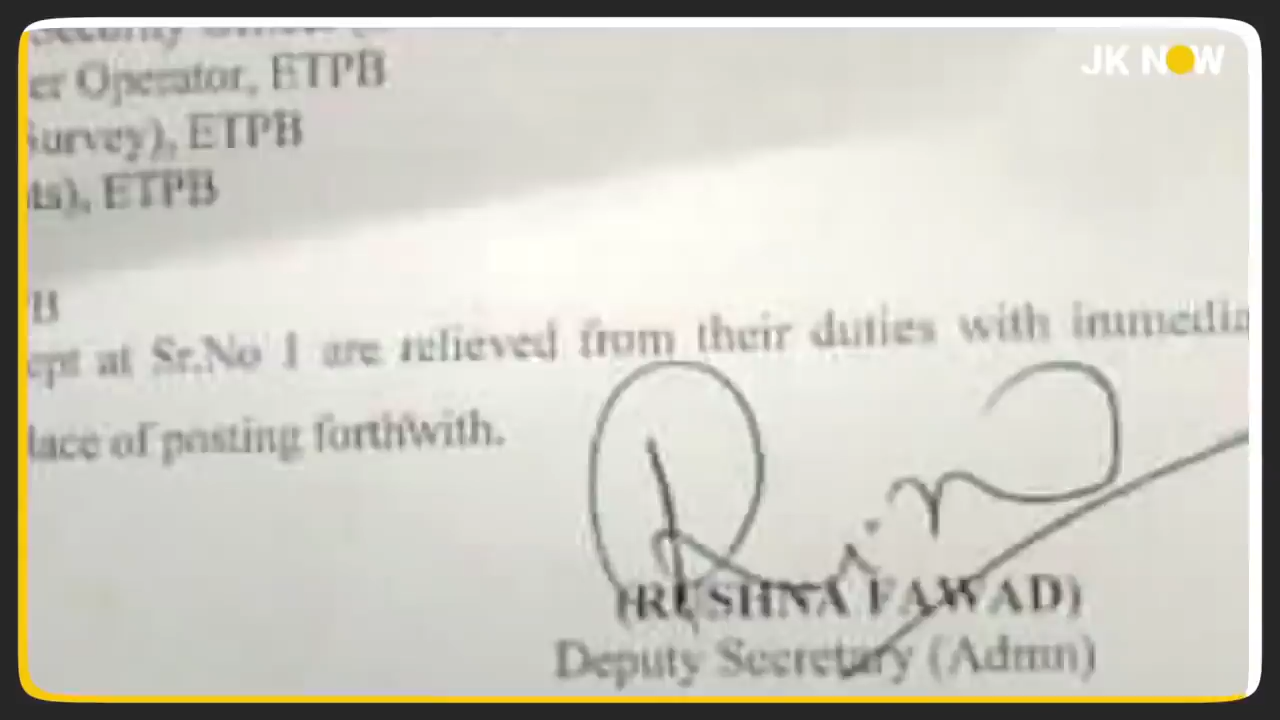 JK NOW
Security
er Operator, ETPB
Survey), ETPB
ts), ETPB
B
ept at Sr.No 1 are relieved from their duties with immedia
lace of posting forthwith.
(RUSHNA FAWAD)
Deputy Secretary (Admn)